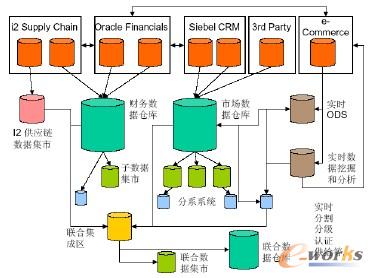 i2 Supply Chain
Oracle Financials
Siebel CRM
3rd Party
e-
Commerce
I2 供应链
数据集市
财务数
据仓库
市场数
据仓库
实时
ODS
子数据
集市
分系系统
实时数
据挖掘
和分析
联合集
成区
联合数
据集市
联合数
据仓库
实时
分割
分级
认证
e-works